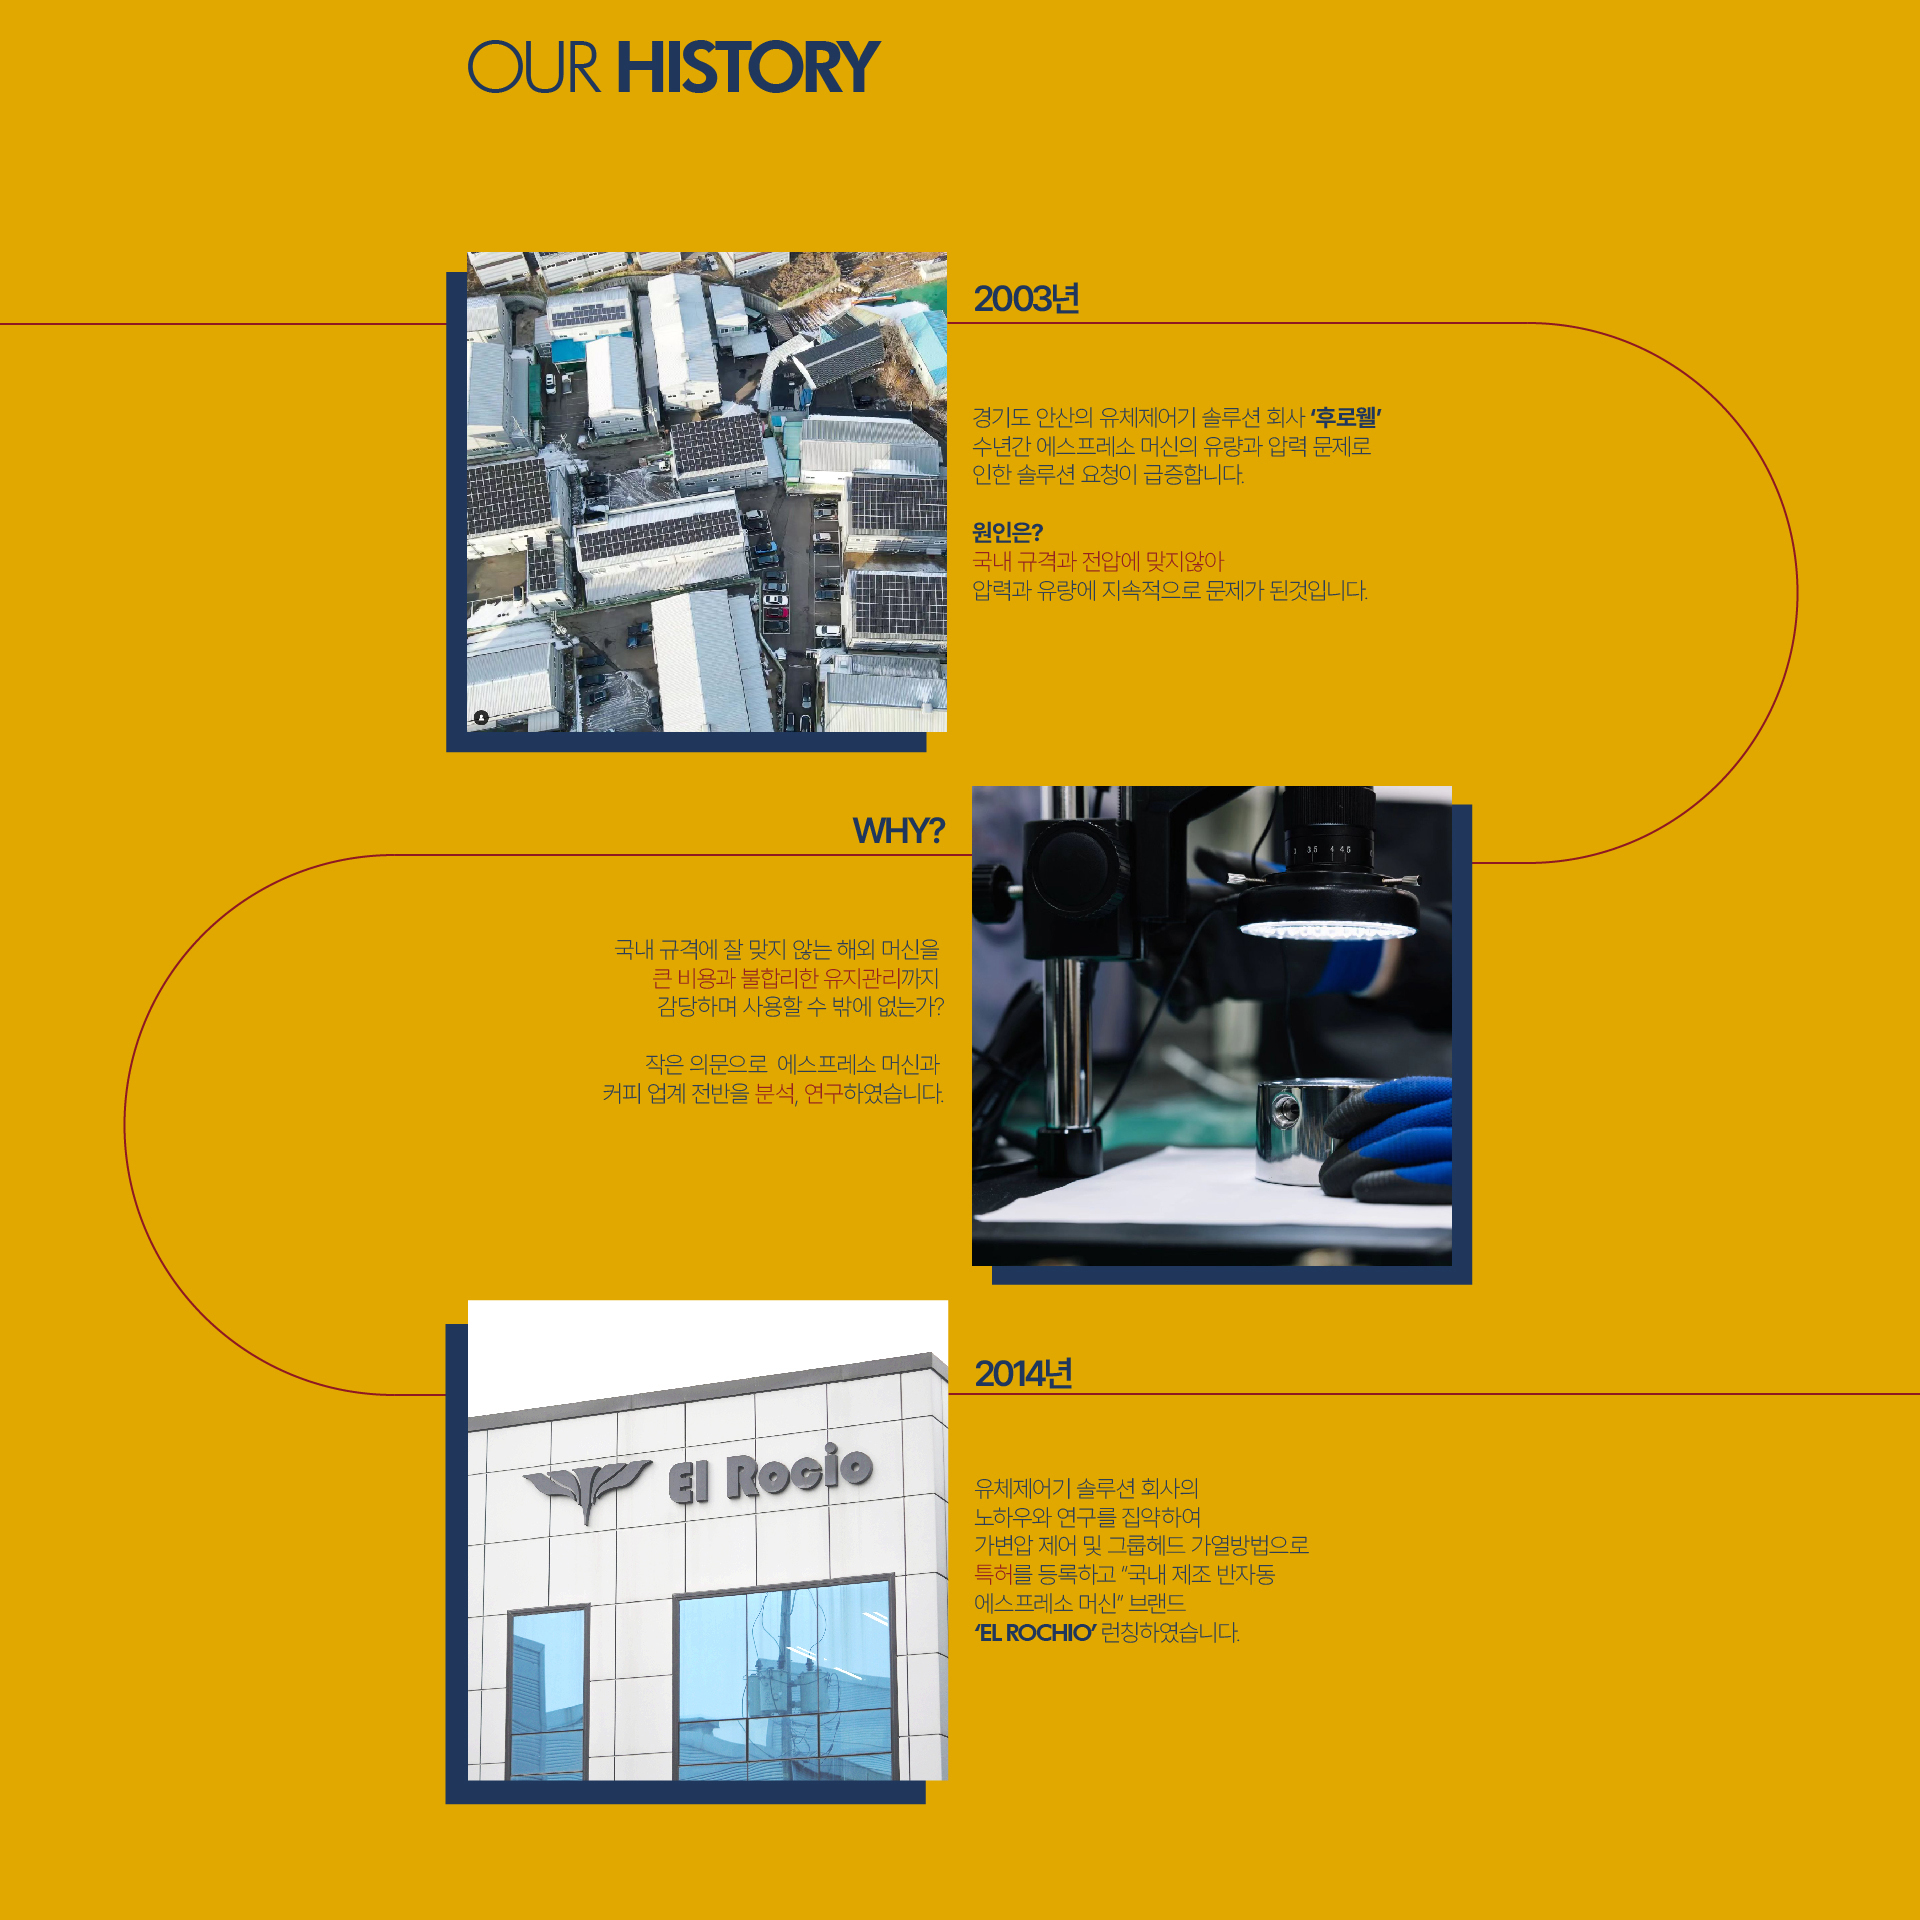 OUR HISTORY
2003년
경기도 안산의 유체제어기 솔루션 회사 ‘후로웰’
수년간 에스프레소 머신의 유량과 압력 문제로
인한 솔루션 요청이 급증합니다.
원인은?
국내 규격과 전압에 맞지않아
압력과 유량에 지속적으로 문제가 된것입니다.
WHY?
국내 규격에 잘 맞지 않는 해외 머신을
큰 비용과 불합리한 유지관리까지
감당하며 사용할 수 밖에 없는가?
작은 의문으로 에스프레소 머신과
커피 업계 전반을 분석, 연구하였습니다.
3.5 4 4.5
El Rocio
2014년
유체제어기 솔루션 회사의
노하우와 연구를 집약하여
가변압 제어 및 그룹헤드 가열방법으로
특허를 등록하고 “국내 제조 반자동
에스프레소 머신” 브랜드
‘EL ROCHIO’ 런칭하였습니다.